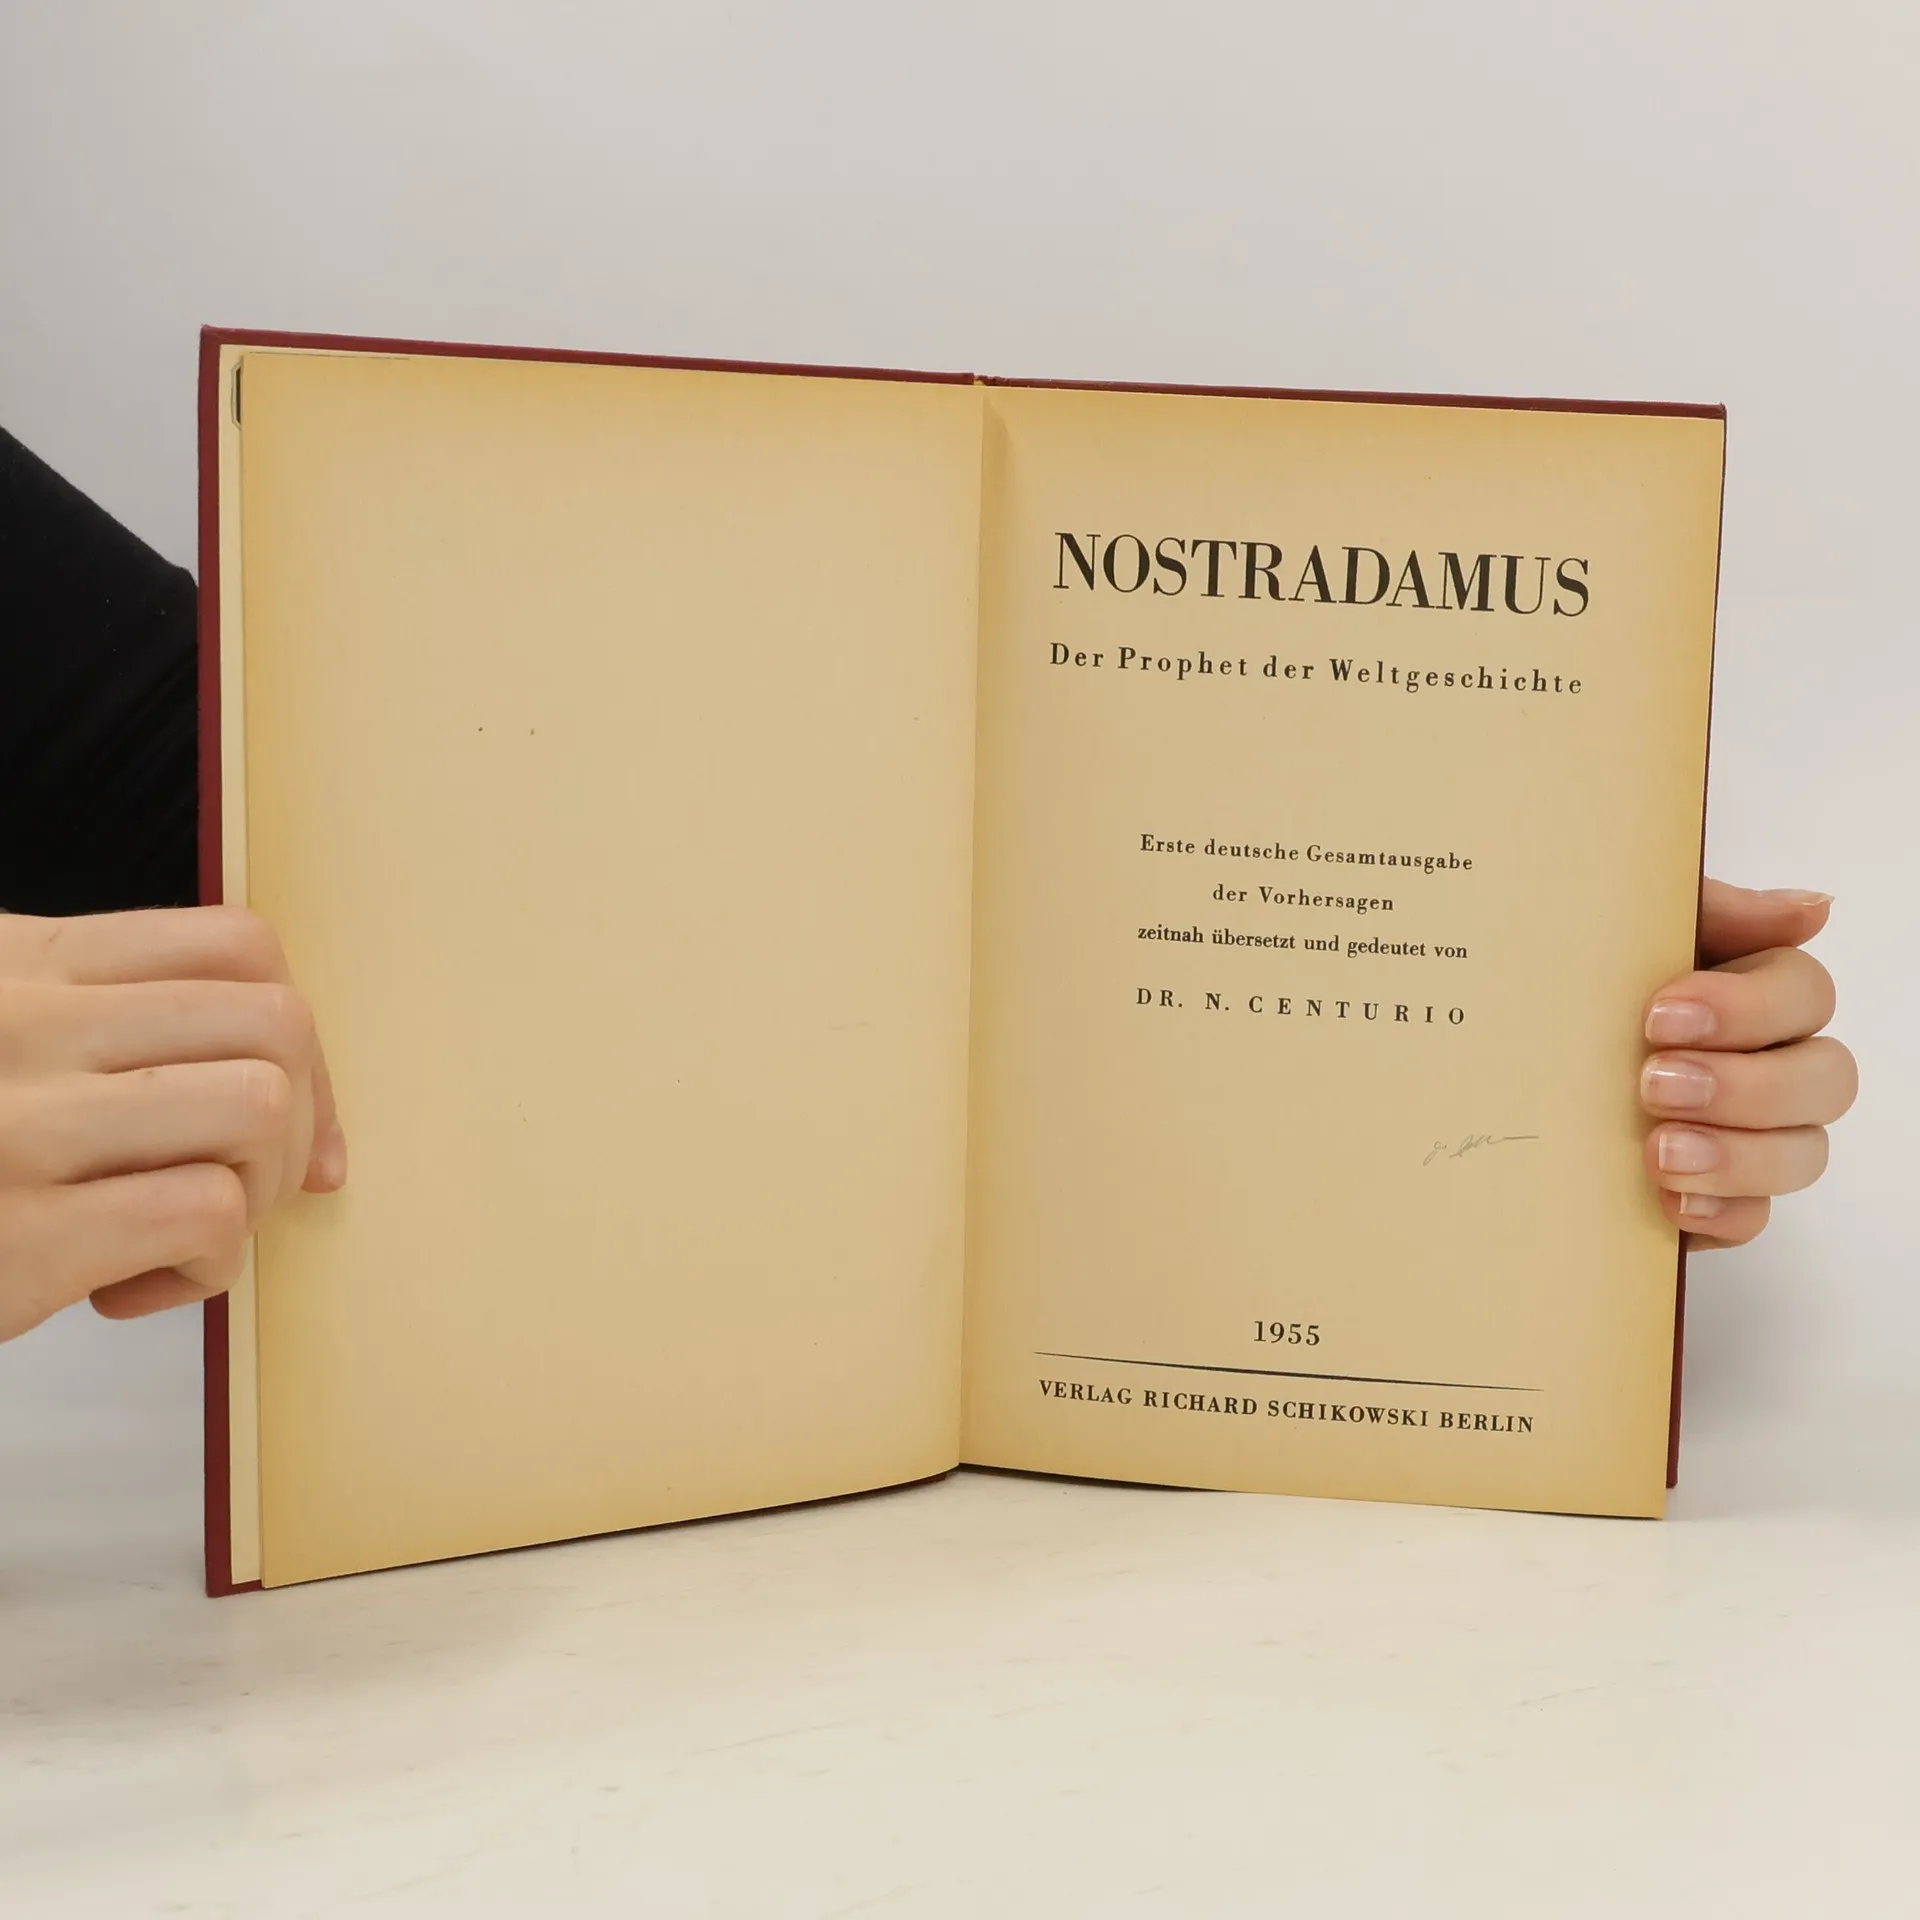 NOSTRADAMUS
Der Prophet der Weltgeschichte
Erste deutsche Gesamtausgabe
der Vorhersagen
zeitnah übersetzt und gedeutet von
DR. N. CENTURIO
1955
VERLAG RICHARD SCHIKOWSKI BERLIN